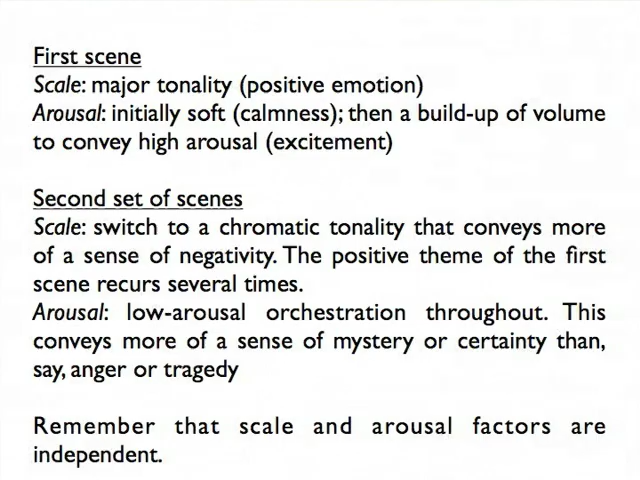 First scene
Scale: major tonality (positive emotion)
Arousal: initially soft (calmness); then a build-up of volume
to convey high arousal (excitement)
Second set of scenes
Scale: switch to a chromatic tonality that conveys more
of a sense of negativity. The positive theme of the first
scene recurs several times.
Arousal: low-arousal orchestration throughout. This
conveys more of a sense of mystery or certainty than,
say, anger or tragedy
Remember that scale and arousal factors are
independent.